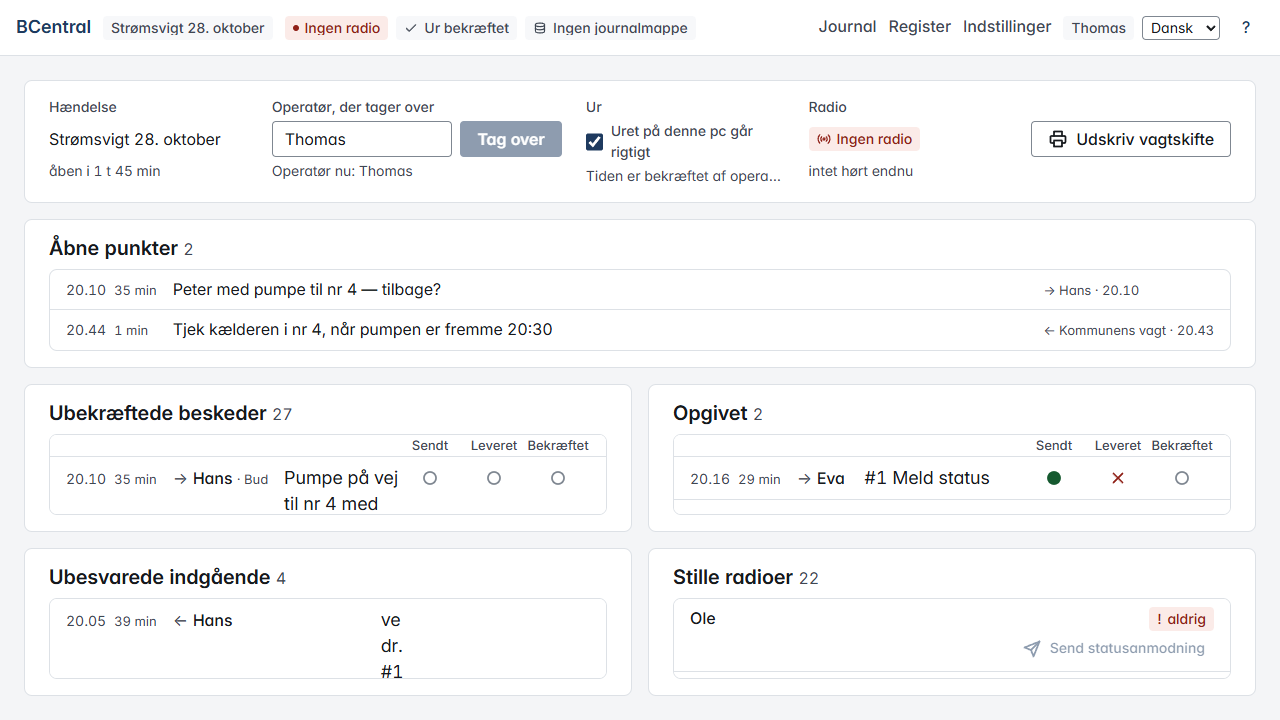 BCentral Strømsvigt 28. oktober Ingen radio Ur bekræftet Ingen journalmappe Journal Register Indstillinger Thomas Dansk ?
Hændelse
Strømsvigt 28. oktober
åben i 1 t 45 min
Operatør, der tager over
Thomas Tag over
Operatør nu: Thomas
Ur
Uret på denne pc går
rigtigt
Tiden er bekræftet af opera...
Radio
Ingen radio
intet hørt endnu
Udskriv vagtskifte
Åbne punkter 2
20.10 35 min Peter med pumpe til nr 4 — tilbage? → Hans · 20.10
20.44 1 min Tjek kælderen i nr 4, når pumpen er fremme 20:30 ← Kommunens vagt · 20.43
Ubekræftede beskeder 27
Sendt Leveret Bekræftet
20.10 35 min → Hans · Bud Pumpe på vej
til nr 4 med
Opgivet 2
Sendt Leveret Bekræftet
20.16 29 min → Eva #1 Meld status
Ubesvarede indgående 4
20.05 39 min ← Hans ve
dr.
#1
Stille radioer 22
Ole ! aldrig
Send statusanmodning